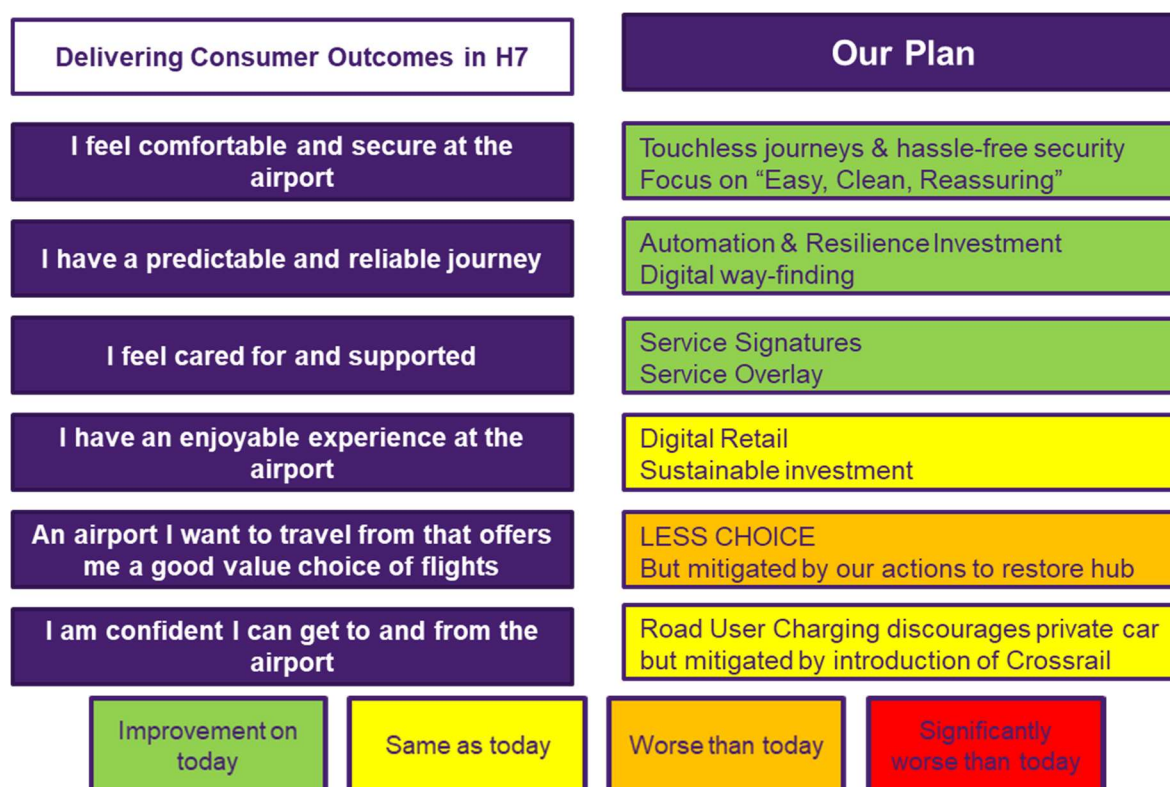 Delivering Consumer Outcomes in H7
Our Plan
I feel comfortable and secure at the
airport
Touchless journeys & hassle-free security
Focus on “Easy, Clean, Reassuring”
I have a predictable and reliable journey
Automation & Resilience Investment
Digital way-finding
I feel cared for and supported
Service Signatures
Service Overlay
I have an enjoyable experience at the
airport
Digital Retail
Sustainable investment
An airport I want to travel from that offers
me a good value choice of flights
LESS CHOICE
But mitigated by our actions to restore hub
I am confident I can get to and from the
airport
Road User Charging discourages private car
but mitigated by introduction of Crossrail
Improvement on
today
Same as today
Worse than today
Significantly
worse than today